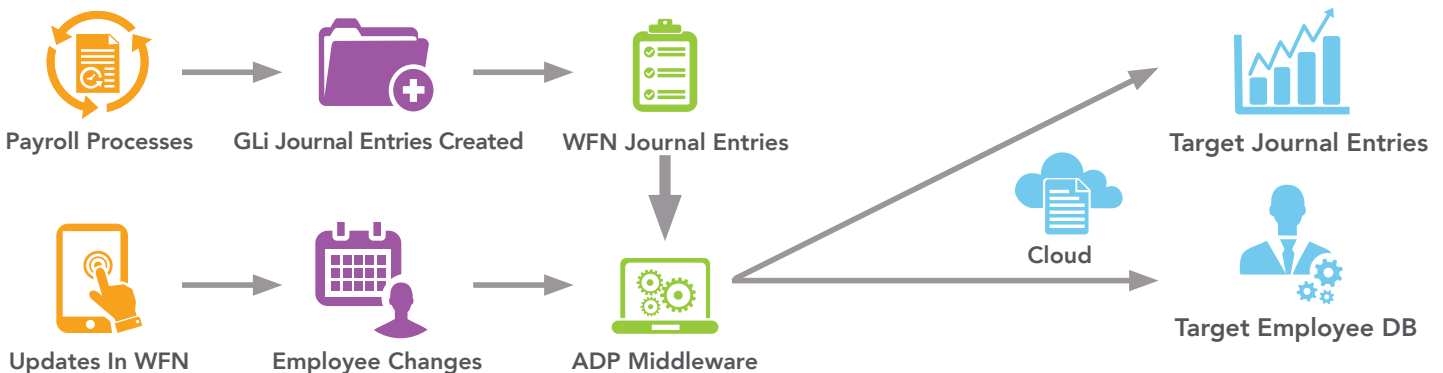 Payroll Processes
GLi Journal Entries Created
WFN Journal Entries
Target Journal Entries
Cloud
Updates In WFN
Employee Changes
ADP Middleware
Target Employee DB